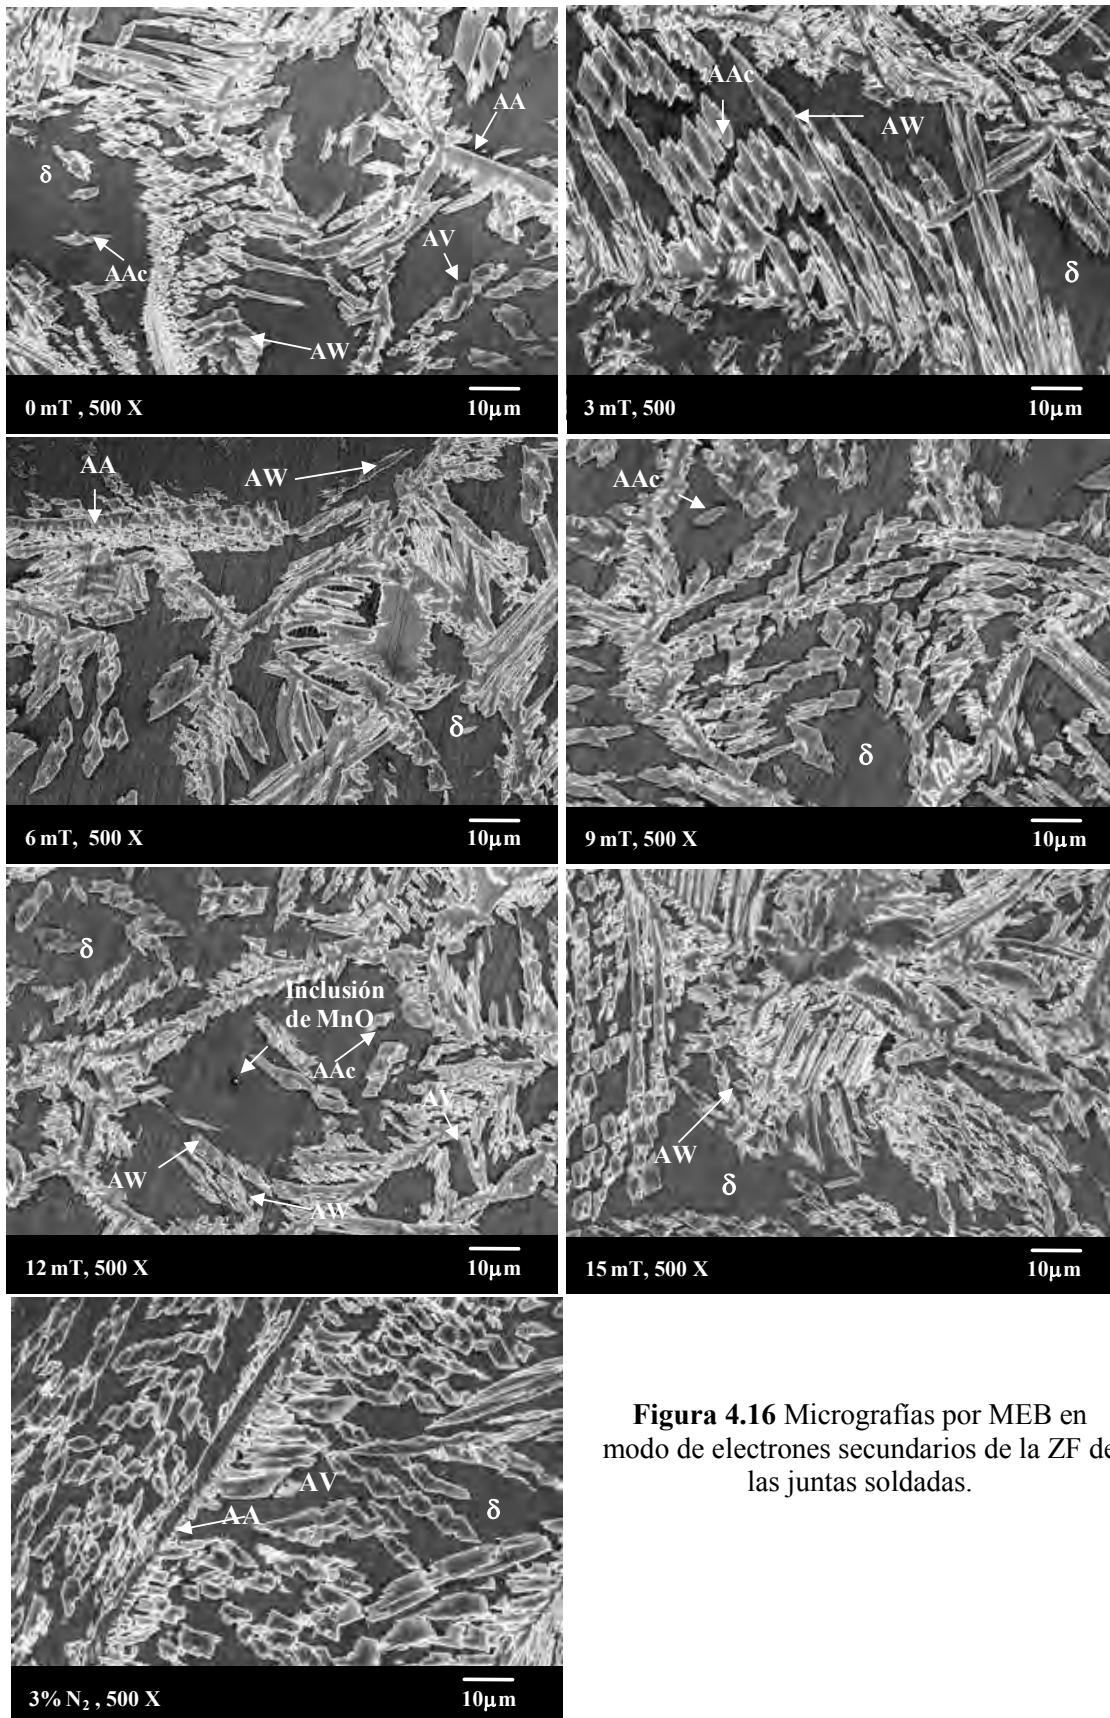 AA
δ
AV
AAc
AW
0 mT , 500 X
10μm
AAc
AW
δ
3 mT, 500
10μm
AA
AW
δ
6 mT, 500 X
10μm
AAc
δ
9 mT, 500 X
10μm
δ
Inclusión
de MnO
AAc
AV
AW
AW
12 mT, 500 X
10μm
AW
δ
15 mT, 500 X
10μm
AV
δ
AA
3% N₂ , 500 X
10μm
Figura 4.16 Micrografías por MEB en
modo de electrones secundarios de la ZF de
las juntas soldadas.